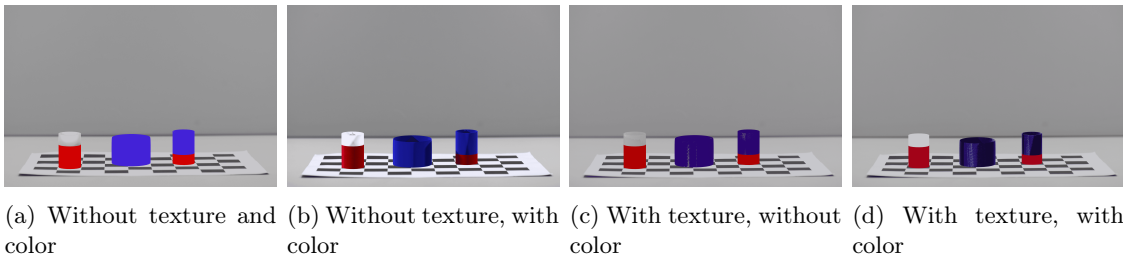 (a) Without texture and
color
(b) Without texture, with
color
(c) With texture, without
color
(d) With texture, with
color